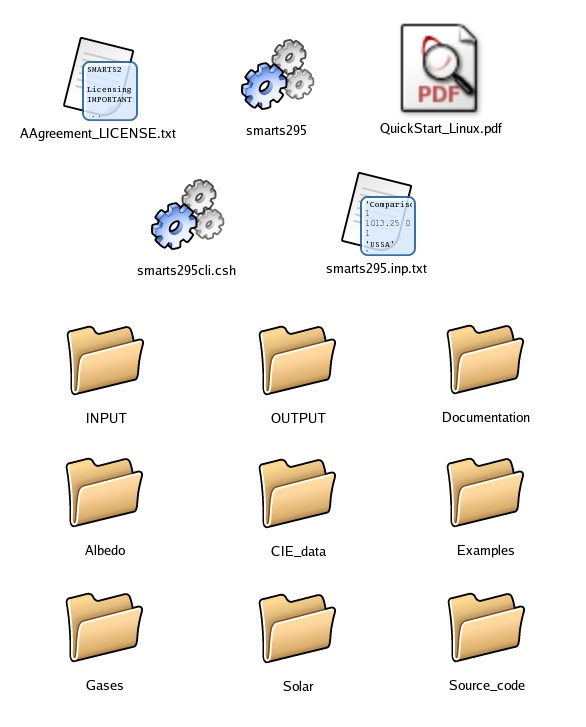 SMARTS2
Licensing
IMPORTANT
AAgreement_LICENSE.txt
smarts295
PDF
QuickStart_Linux.pdf
smarts295cli.csh
'Comparis
1
1013.25 0
1
'USSA'
smarts295.inp.txt
INPUT
OUTPUT
Documentation
Albedo
CIE_data
Examples
Gases
Solar
Source_code